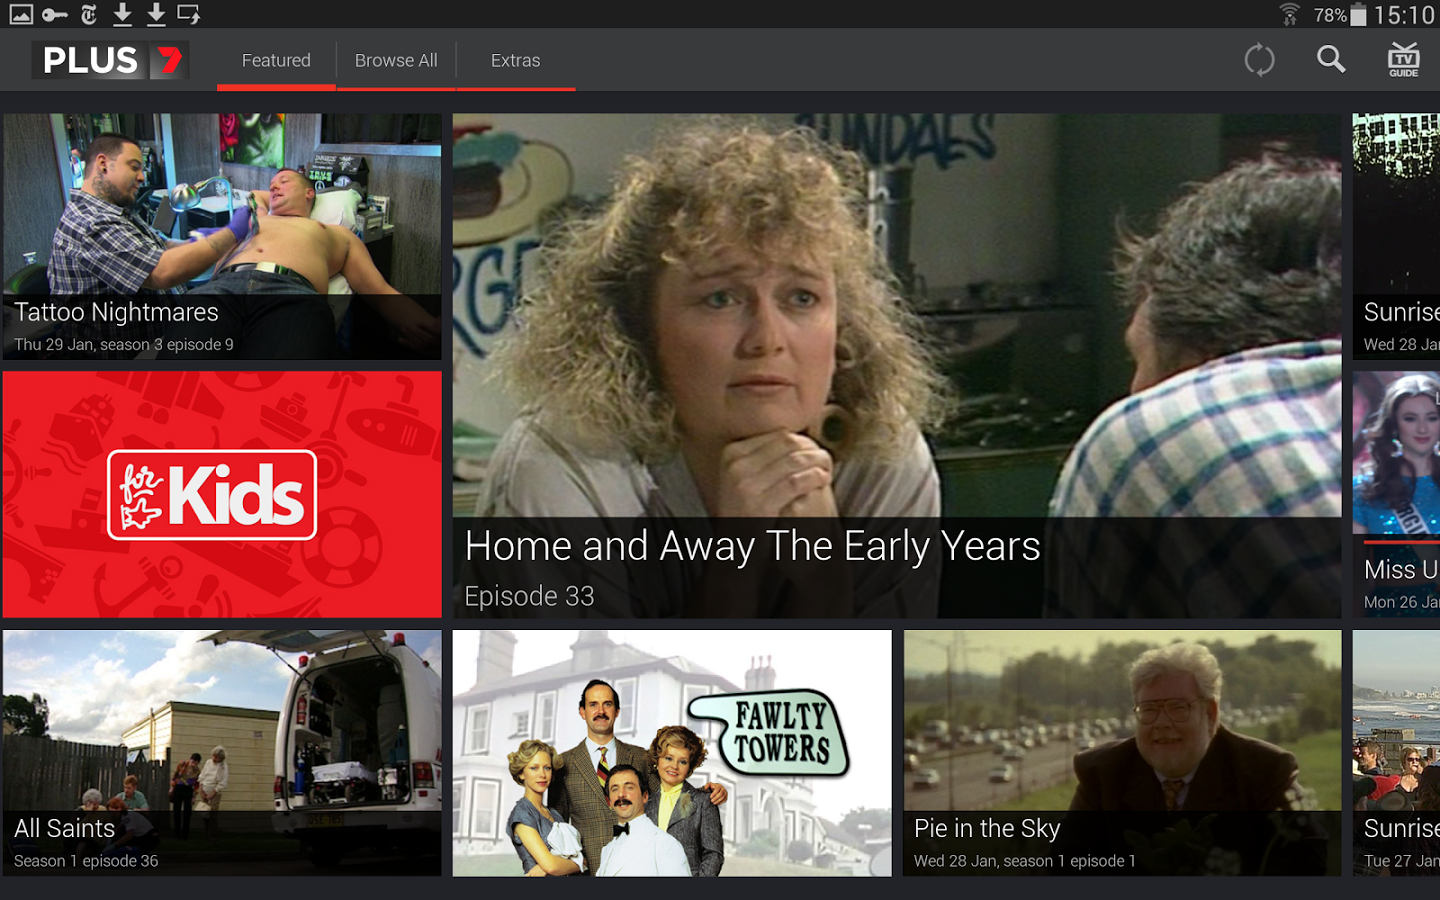 78% 15:10
PLUS 7
Featured
Browse All
Extras
TV
GUIDE
Tattoo Nightmares
Thu 29 Jan, season 3 episode 9
for Kids
Home and Away The Early Years
Episode 33
Sunrise
Wed 28 Jan
Miss U
Mon 26 Jan
All Saints
Season 1 episode 36
FAWLTY
TOWERS
Pie in the Sky
Wed 28 Jan, season 1 episode 1
Sunrise
Tue 27 Jan